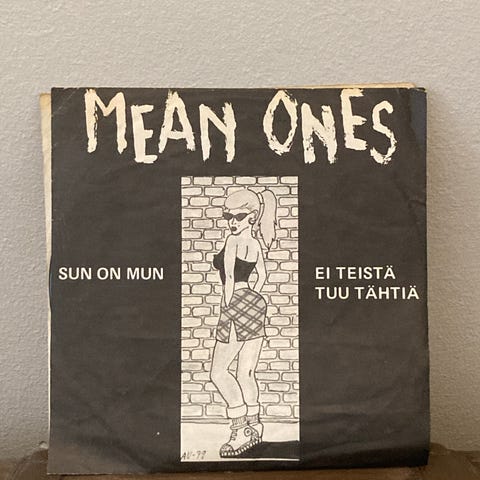 MEAN ONES
SUN ON MUN
EI TEISTÄ
TUU TÄHTIÄ